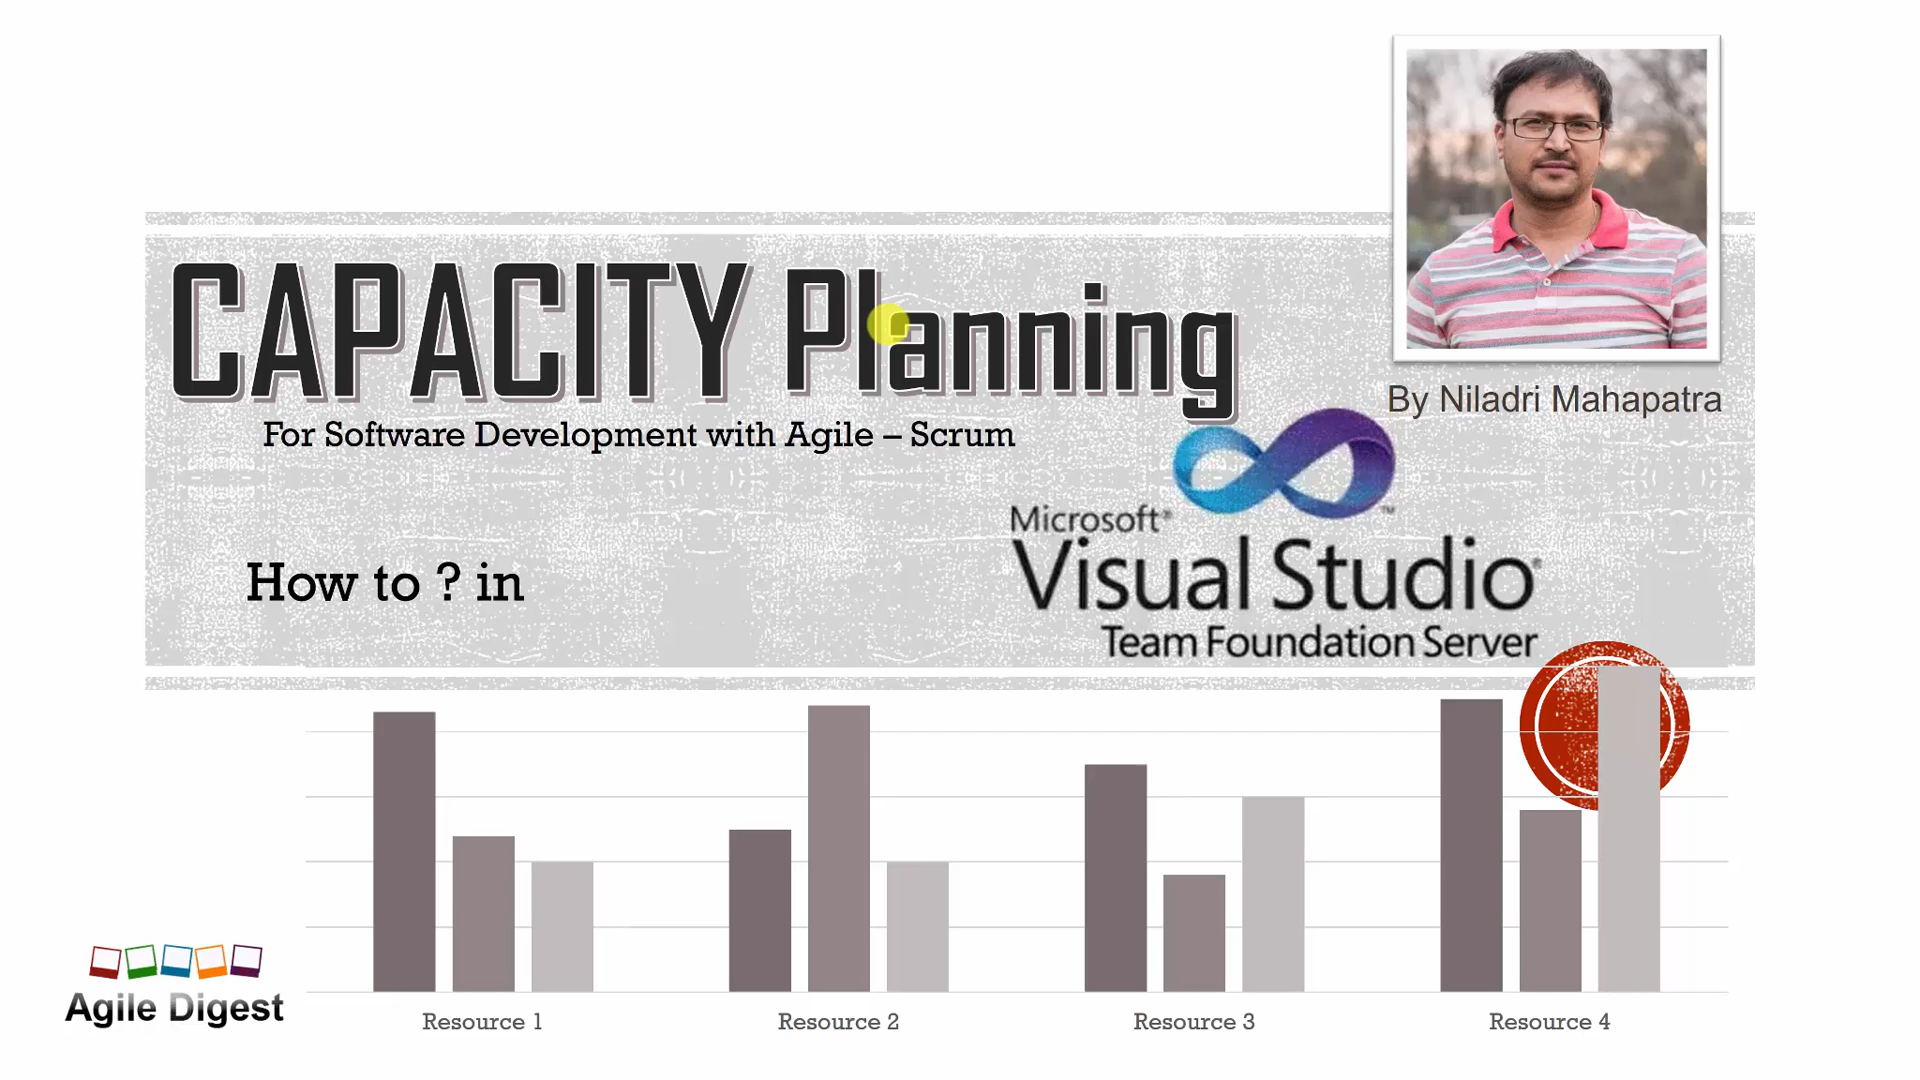 CAPACITY Planning
By Niladri Mahapatra
For Software Development with Agile – Scrum
Microsoft®
Visual Studio®
Team Foundation Server
How to ? in
Agile Digest
Resource 1
Resource 2
Resource 3
Resource 4